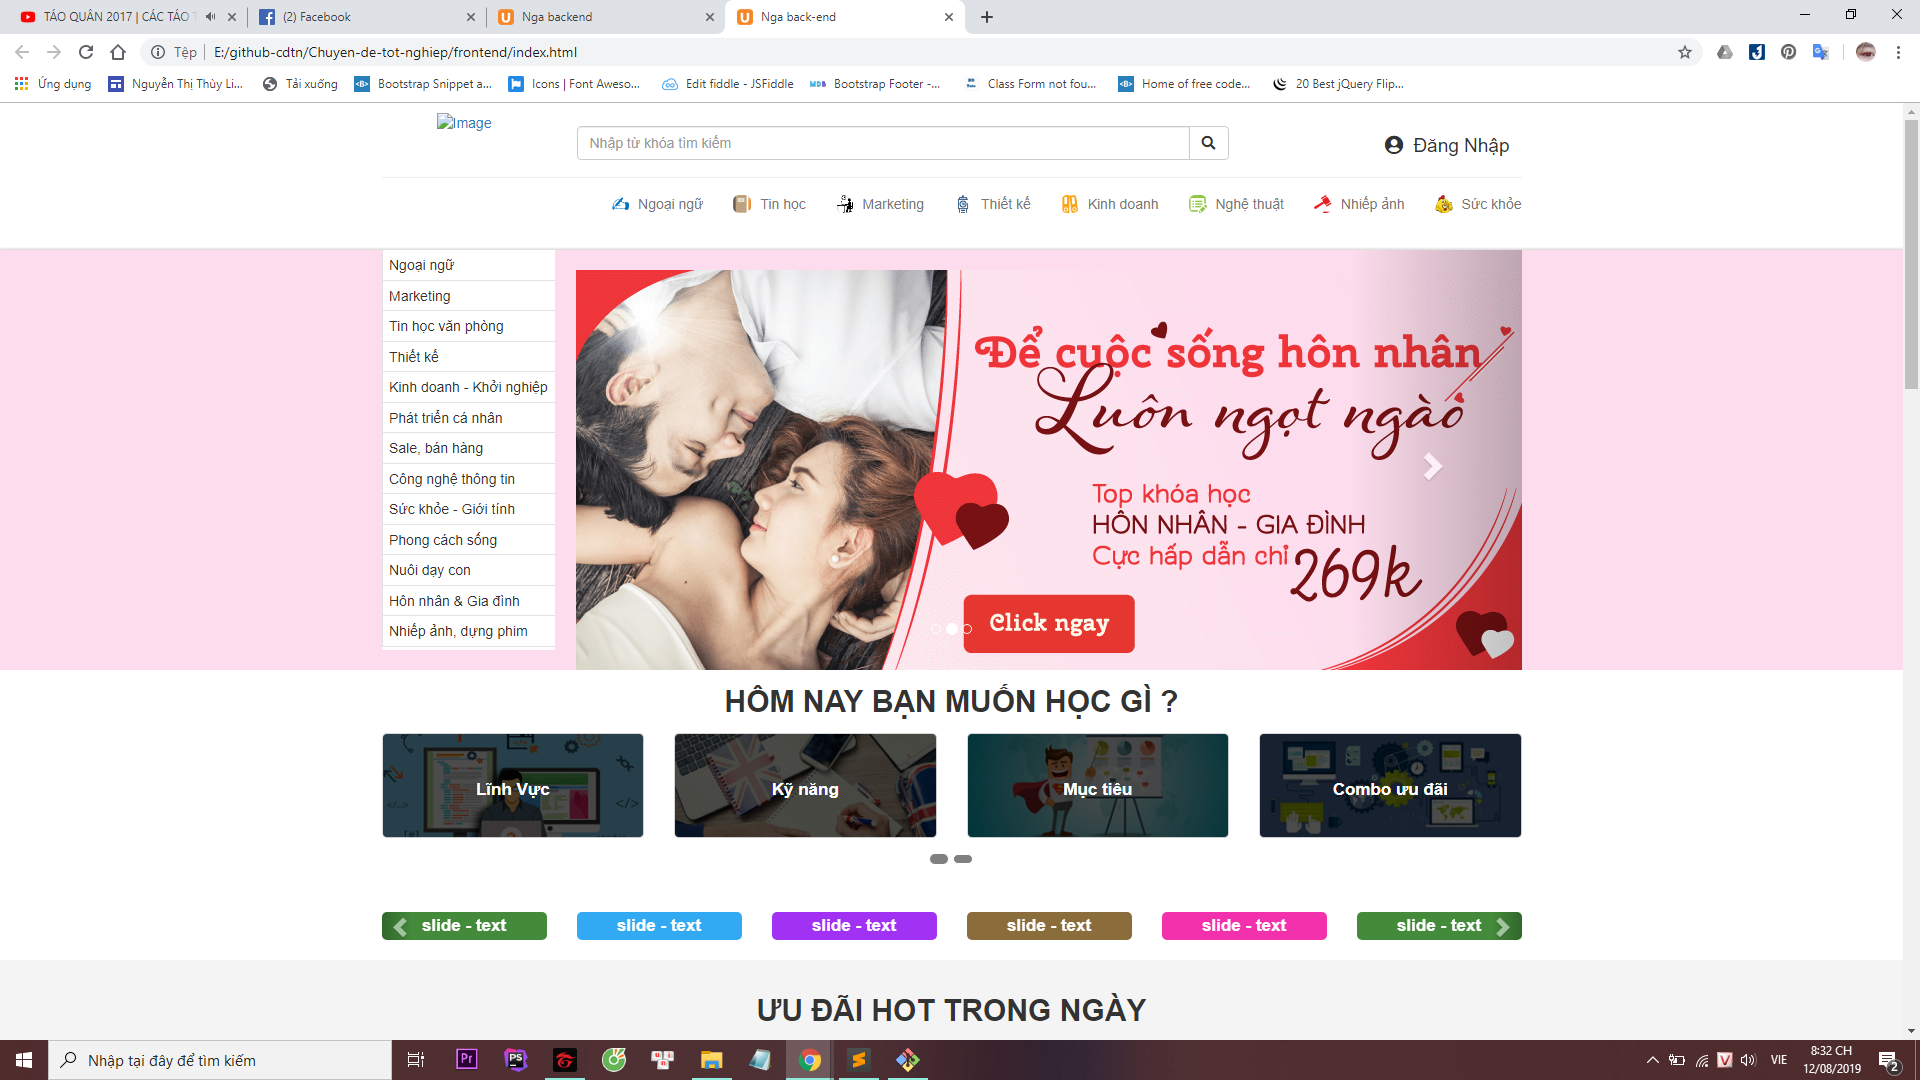 TÁO QUÂN 2017 | CÁC TÁO
(2) Facebook
Nga backend
Nga back-end
Tệp
E:/github-cdtn/Chuyen-de-tot-nghiep/frontend/index.html
Ứng dụng
Nguyễn Thị Thùy Li...
Tải xuống
Bootstrap Snippet a...
Icons | Font Aweso...
Edit fiddle - JSFiddle
Bootstrap Footer -...
Class Form not fou...
Home of free code...
20 Best jQuery Flip...
Image
Nhập từ khóa tìm kiếm
Đăng Nhập
Ngoại ngữ
Tin học
Marketing
Thiết kế
Kinh doanh
Nghệ thuật
Nhiếp ảnh
Sức khỏe
Ngoại ngữ
Marketing
Tin học văn phòng
Thiết kế
Kinh doanh - Khởi nghiệp
Phát triển cá nhân
Sale, bán hàng
Công nghệ thông tin
Sức khỏe - Giới tính
Phong cách sống
Nuôi dạy con
Hôn nhân & Gia đình
Nhiếp ảnh, dựng phim
Để cuộc sống hôn nhân
Luôn ngọt ngào
Top khóa học
HÔN NHÂN - GIA ĐÌNH
Cực hấp dẫn chỉ 269k
Click ngay
HÔM NAY BẠN MUỐN HỌC GÌ ?
Lĩnh Vực
Kỹ năng
Mục tiêu
Combo ưu đãi
slide - text
slide - text
slide - text
slide - text
slide - text
slide - text
ƯU ĐÃI HOT TRONG NGÀY
Nhập tại đây để tìm kiếm
VIE
8:32 CH
12/08/2019
2